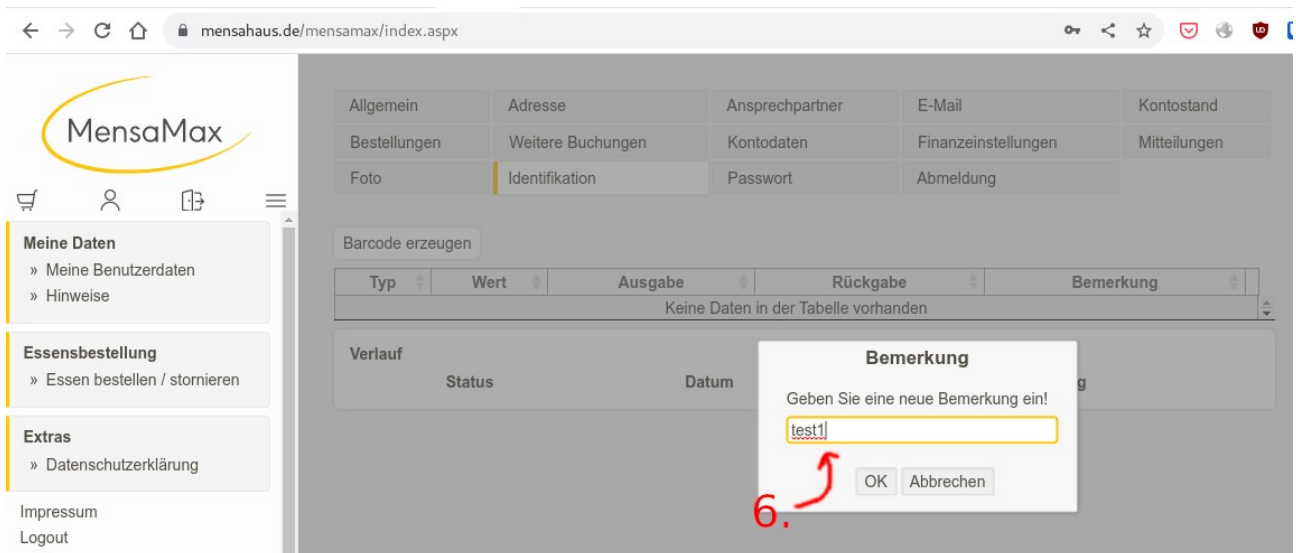 mensahaus.de/mensamax/index.aspx
MensaMax
Meine Daten
» Meine Benutzerdaten
» Hinweise
Essensbestellung
» Essen bestellen / stornieren
Extras
» Datenschutzerklärung
Impressum
Logout
Allgemein Adresse Ansprechpartner E-Mail Kontostand
Bestellungen Weitere Buchungen Kontodaten Finanzeinstellungen Mitteilungen
Foto Identifikation Passwort Abmeldung
Barcode erzeugen
Typ Wert Ausgabe Rückgabe Bemerkung
Keine Daten in der Tabelle vorhanden
Verlauf
Status Datum
Bemerkung
Geben Sie eine neue Bemerkung ein!
test1
OK Abbrechen
6.